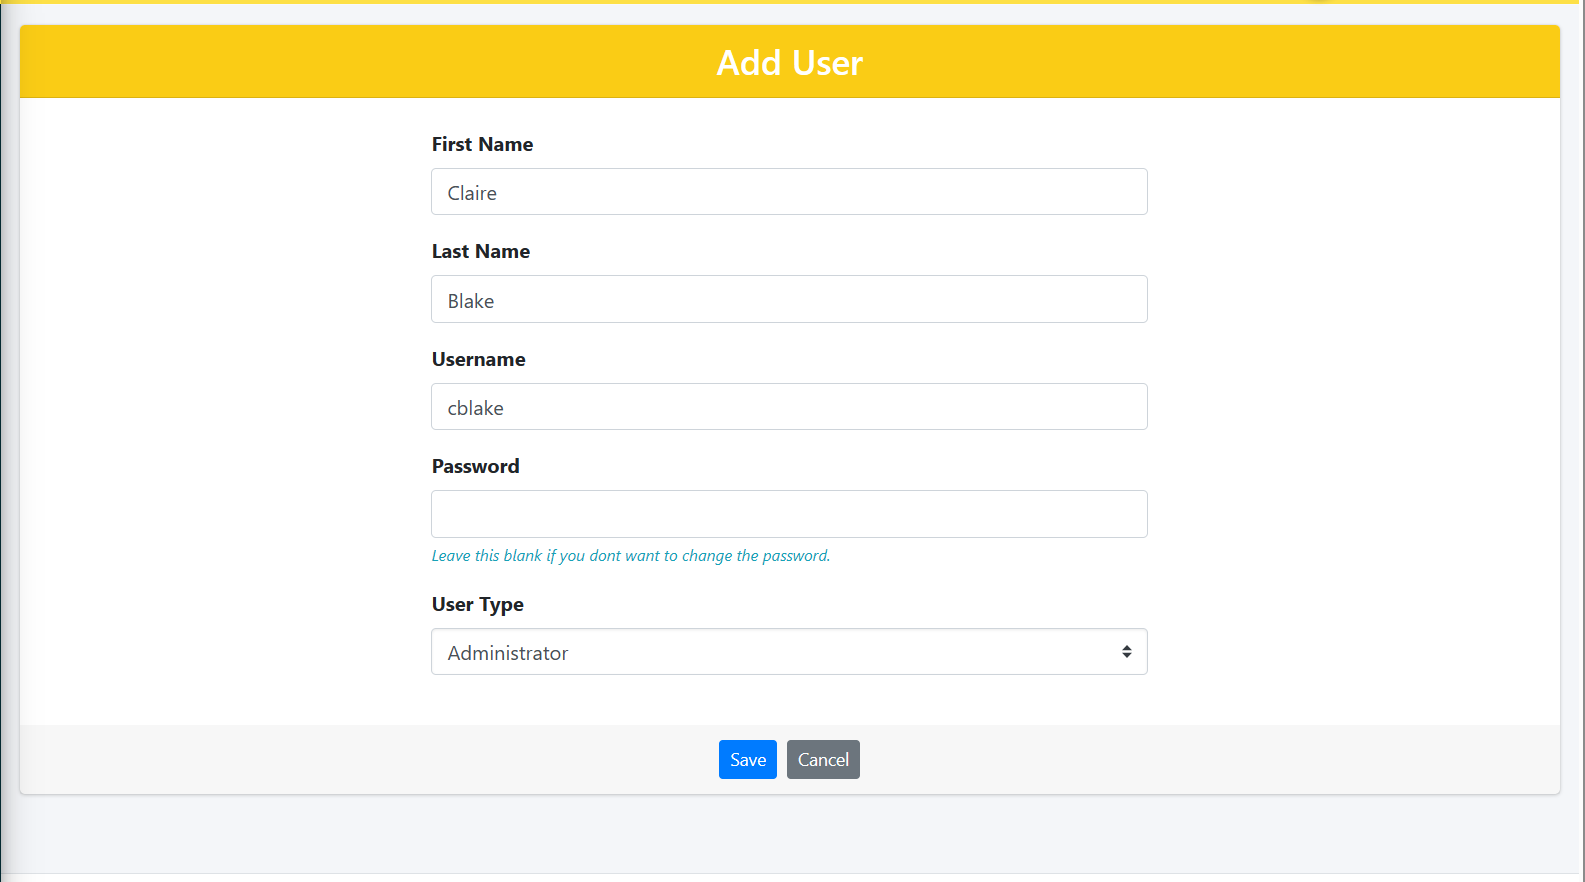 Add User
First Name
Claire
Last Name
Blake
Username
cblake
Password
Leave this blank if you dont want to change the password.
User Type
Administrator
Save Cancel